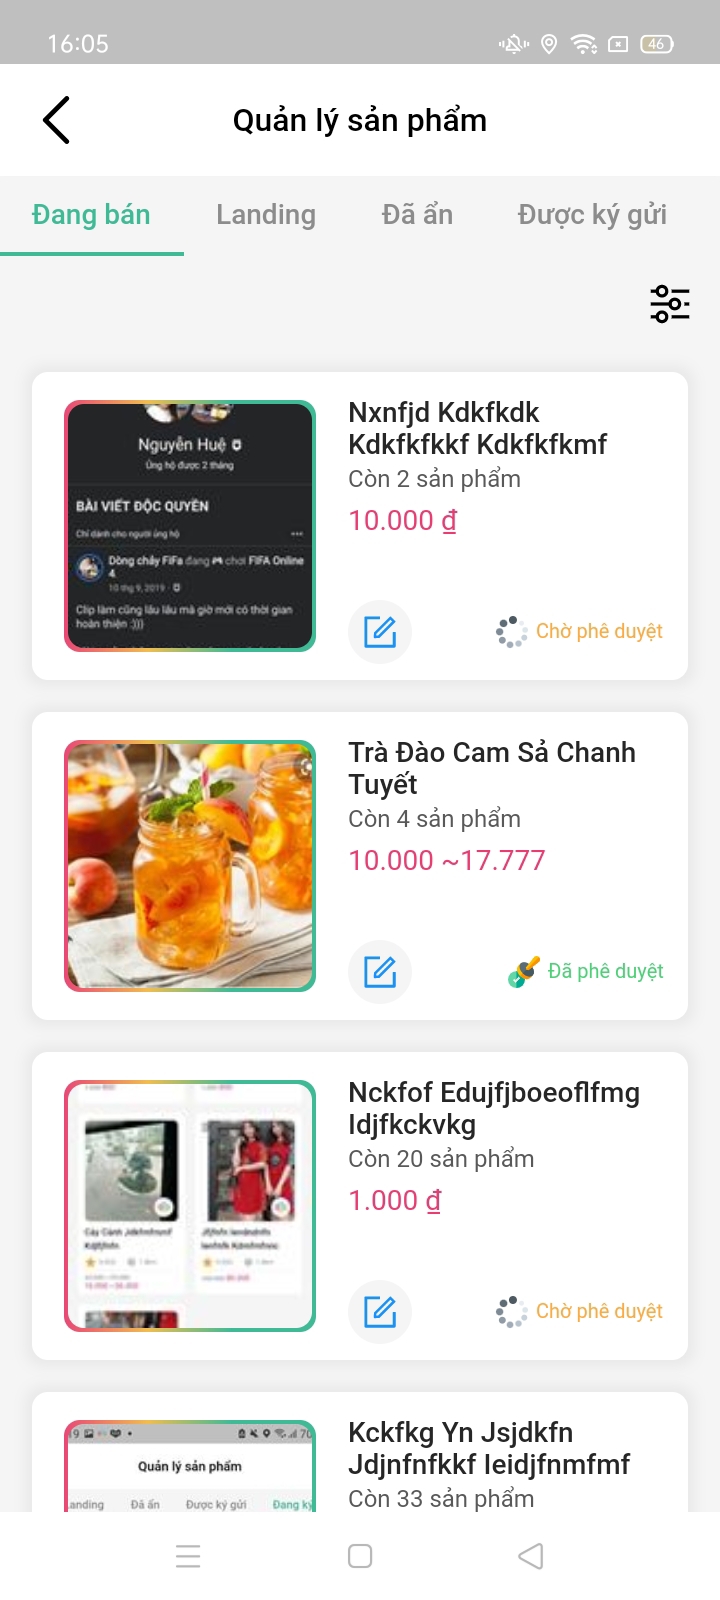 16:05
46
Quản lý sản phẩm
Đang bán
Landing
Đã ẩn
Được ký gửi
Nxnfjd Kdkfkdk
Kdkfkfkkf Kdkfkfkmf
Còn 2 sản phẩm
10.000 ₫
Nguyễn Huệ
Ủng hộ được 2 tháng
BÀI VIẾT ĐỘC QUYỀN
Chỉ dành cho người ủng hộ
Dòng chảy FiFa đang chơi FIFA Online
4
10 thg 9, 2019
Clip làm cũng lâu lâu mà giờ mới có thời gian
hoàn thiện :)))
Chờ phê duyệt
Trà Đào Cam Sả Chanh
Tuyết
Còn 4 sản phẩm
10.000 ~17.777
Đã phê duyệt
Nckfof Edujfjboeoflfmg
Idjfkckvkg
Còn 20 sản phẩm
1.000 ₫
Chờ phê duyệt
Kckfkg Yn Jsjdkfn
Jdjnfnfkkf Ieidjfnmfmf
Còn 33 sản phẩm
Quản lý sản phẩm
anding
Đã ẩn
Được ký gửi
Đang ký